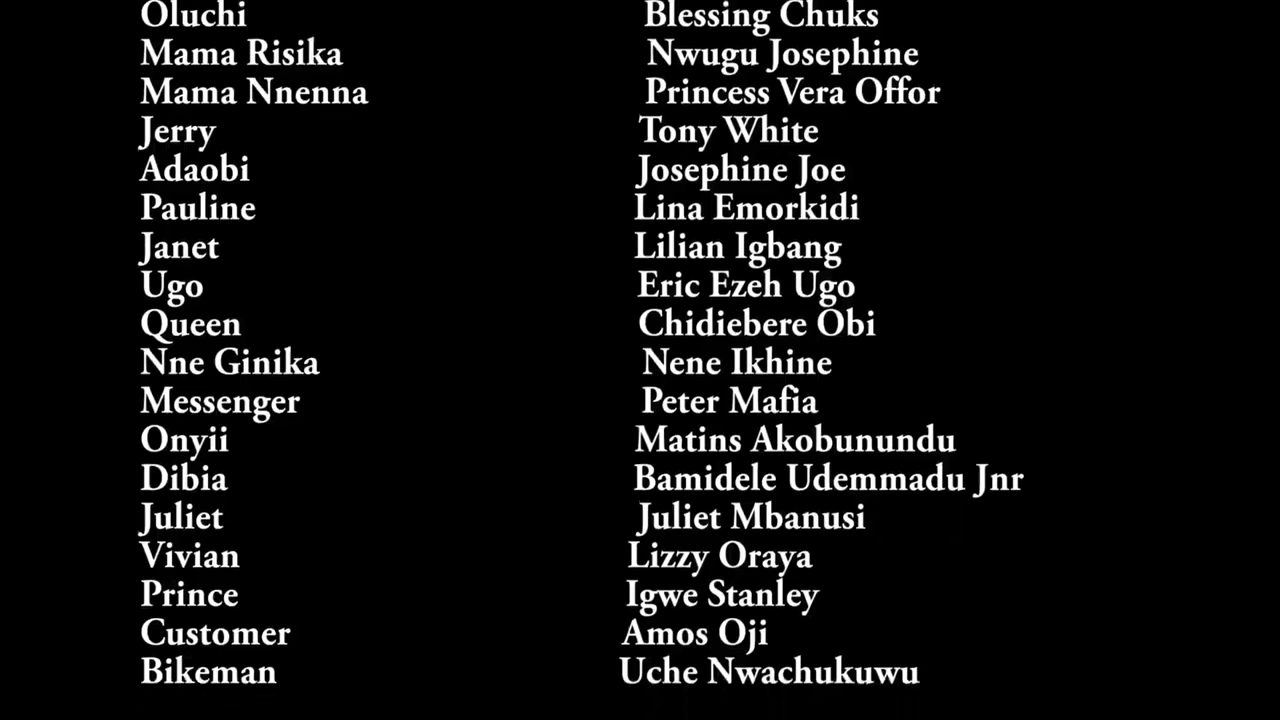 Oluchi Blessing Chuks
Mama Risika Nwugu Josephine
Mama Nnenna Princess Vera Offor
Jerry Tony White
Adaobi Josephine Joe
Pauline Lina Emorkidi
Janet Lilian Igbang
Ugo Eric Ezeh Ugo
Queen Chidiebere Obi
Nne Ginika Nene Ikhine
Messenger Peter Mafia
Onyii Matins Akobunundu
Dibia Bamidele Udemmadu Jnr
Juliet Juliet Mbanusi
Vivian Lizzy Oraya
Prince Igwe Stanley
Customer Amos Oji
Bikeman Uche Nwachukuwu